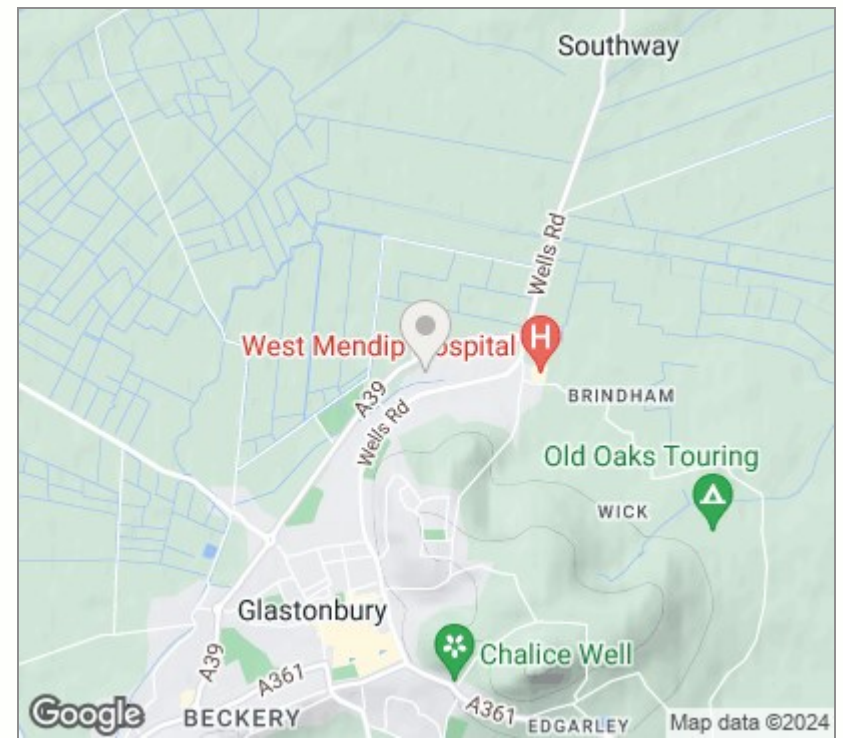 Southway
Wells Rd
West Mendip Hospital
H
A39
Wells Rd
BRINDHAM
Old Oaks Touring
WICK
Glastonbury
Chalice Well
A39
A361
BECKERY
A361
EDGARLEY
Google
Map data ©2024